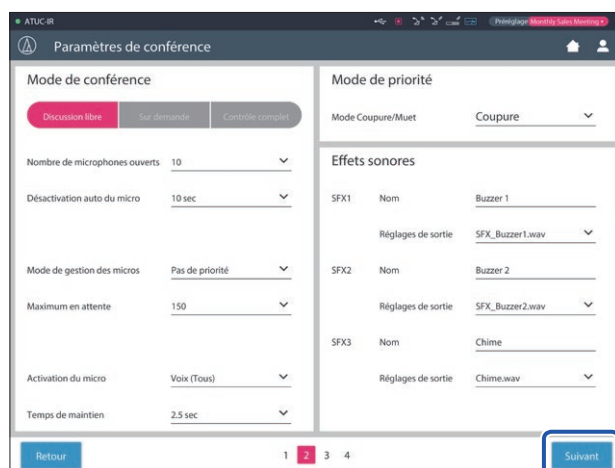 ATUC-IR
Préréglage Monthly Sales Meeting
Paramètres de conférence
Mode de conférence
Discussion libre
Sur demande
Contrôle complet
Nombre de microphones ouverts 10
Désactivation auto du micro 10 sec
Mode de gestion des micros Pas de priorité
Maximum en attente 150
Activation du micro Voix (Tous)
Temps de maintien 2.5 sec
Mode de priorité
Mode Coupure/Muet Coupure
Effets sonores
SFX1 Nom Buzzer 1
Réglages de sortie SFX_Buzzer1.wav
SFX2 Nom Buzzer 2
Réglages de sortie SFX_Buzzer2.wav
SFX3 Nom Chime
Réglages de sortie Chime.wav
Retour
1 2 3 4
Suivant